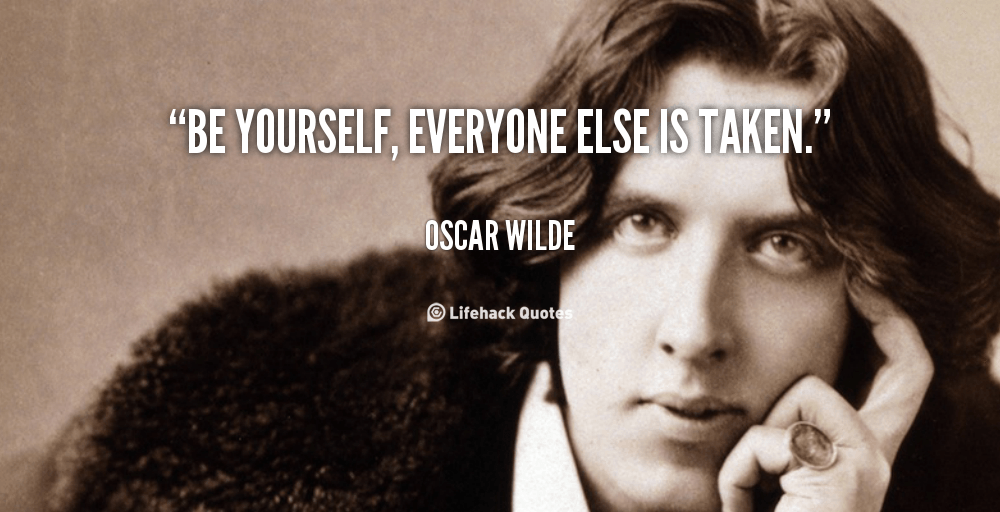 “BE YOURSELF, EVERYONE ELSE IS TAKEN.”
OSCAR WILDE
Lifehack Quotes